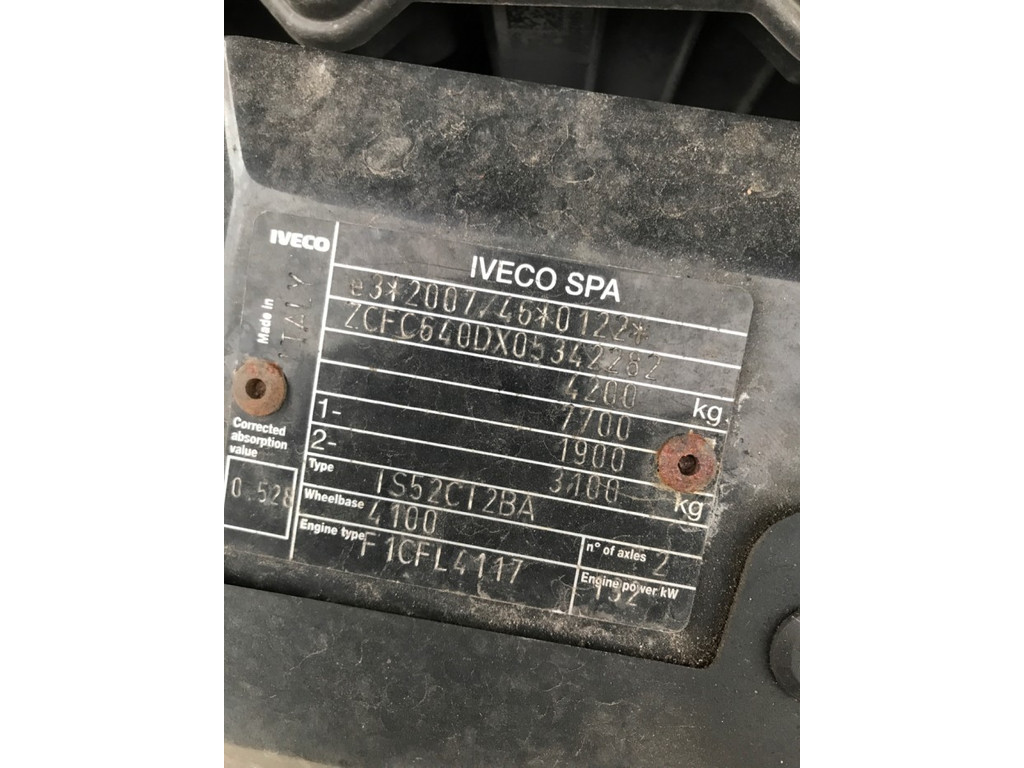 IVECO
IVECO SPA
Made in
ITALY
e3*2007/46*0122*
ZCFC640DX05342282
4200 kg
7700
1- 1900
2- 3100 kg
Corrected
absorption
value
0.528
Type IS52CI2BA
Wheelbase 4100
n° of axles 2
Engine type F1CFL4117
Engine power kW 132